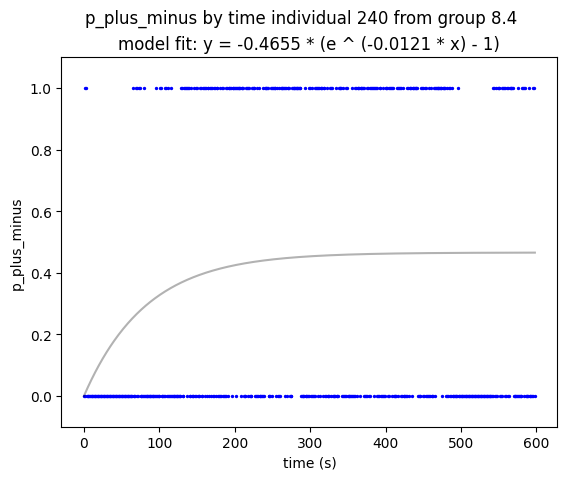 p_plus_minus by time individual 240 from group 8.4
model fit: y = -0.4655 * (e ^ (-0.0121 * x) - 1)
1.0
0.8
0.6
0.4
0.2
0.0
p_plus_minus
0 100 200 300 400 500 600
time (s)